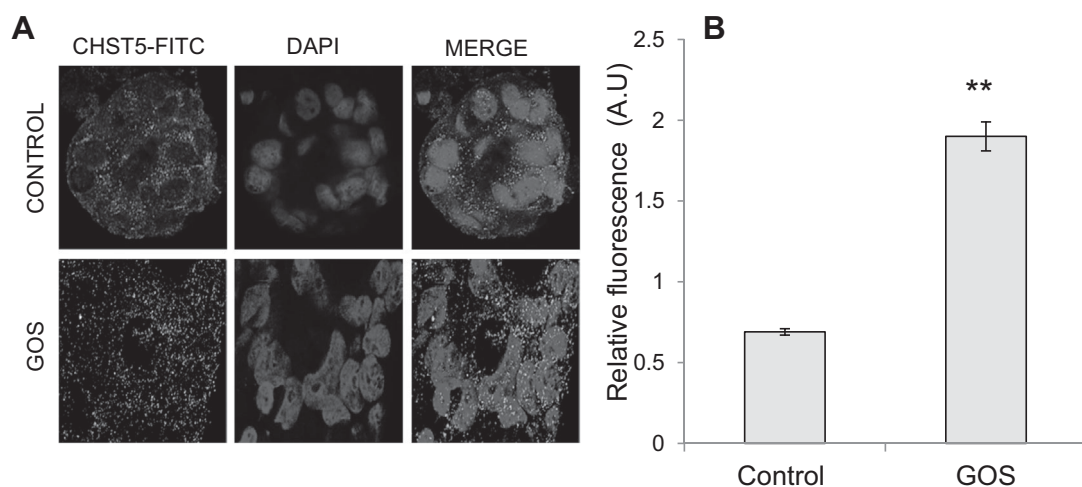 A
CHST5-FITC
DAPI
MERGE
CONTROL
GOS
B
Relative fluorescence (A.U)
2.5
2
1.5
1
0.5
0
**
Control
GOS